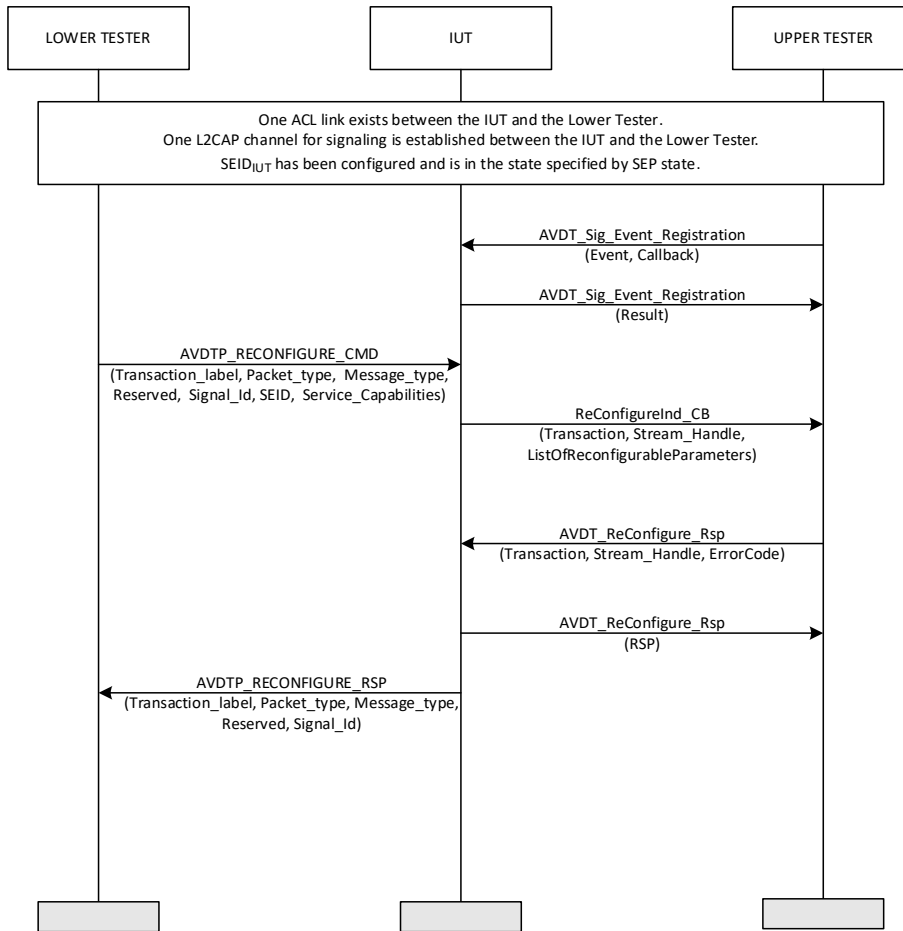 LOWER TESTER
IUT
UPPER TESTER
One ACL link exists between the IUT and the Lower Tester.
One L2CAP channel for signaling is established between the IUT and the Lower Tester.
SEIDIUT has been configured and is in the state specified by SEP state.
AVDT_Sig_Event_Registration
(Event, Callback)
AVDT_Sig_Event_Registration
(Result)
AVDTP_RECONFIGURE_CMD
(Transaction_label, Packet_type, Message_type,
Reserved, Signal_Id, SEID, Service_Capabilities)
ReConfigureInd_CB
(Transaction, Stream_Handle,
ListOfReconfigurableParameters)
AVDT_ReConfigure_Rsp
(Transaction, Stream_Handle, ErrorCode)
AVDT_ReConfigure_Rsp
(RSP)
AVDTP_RECONFIGURE_RSP
(Transaction_label, Packet_type, Message_type,
Reserved, Signal_Id)